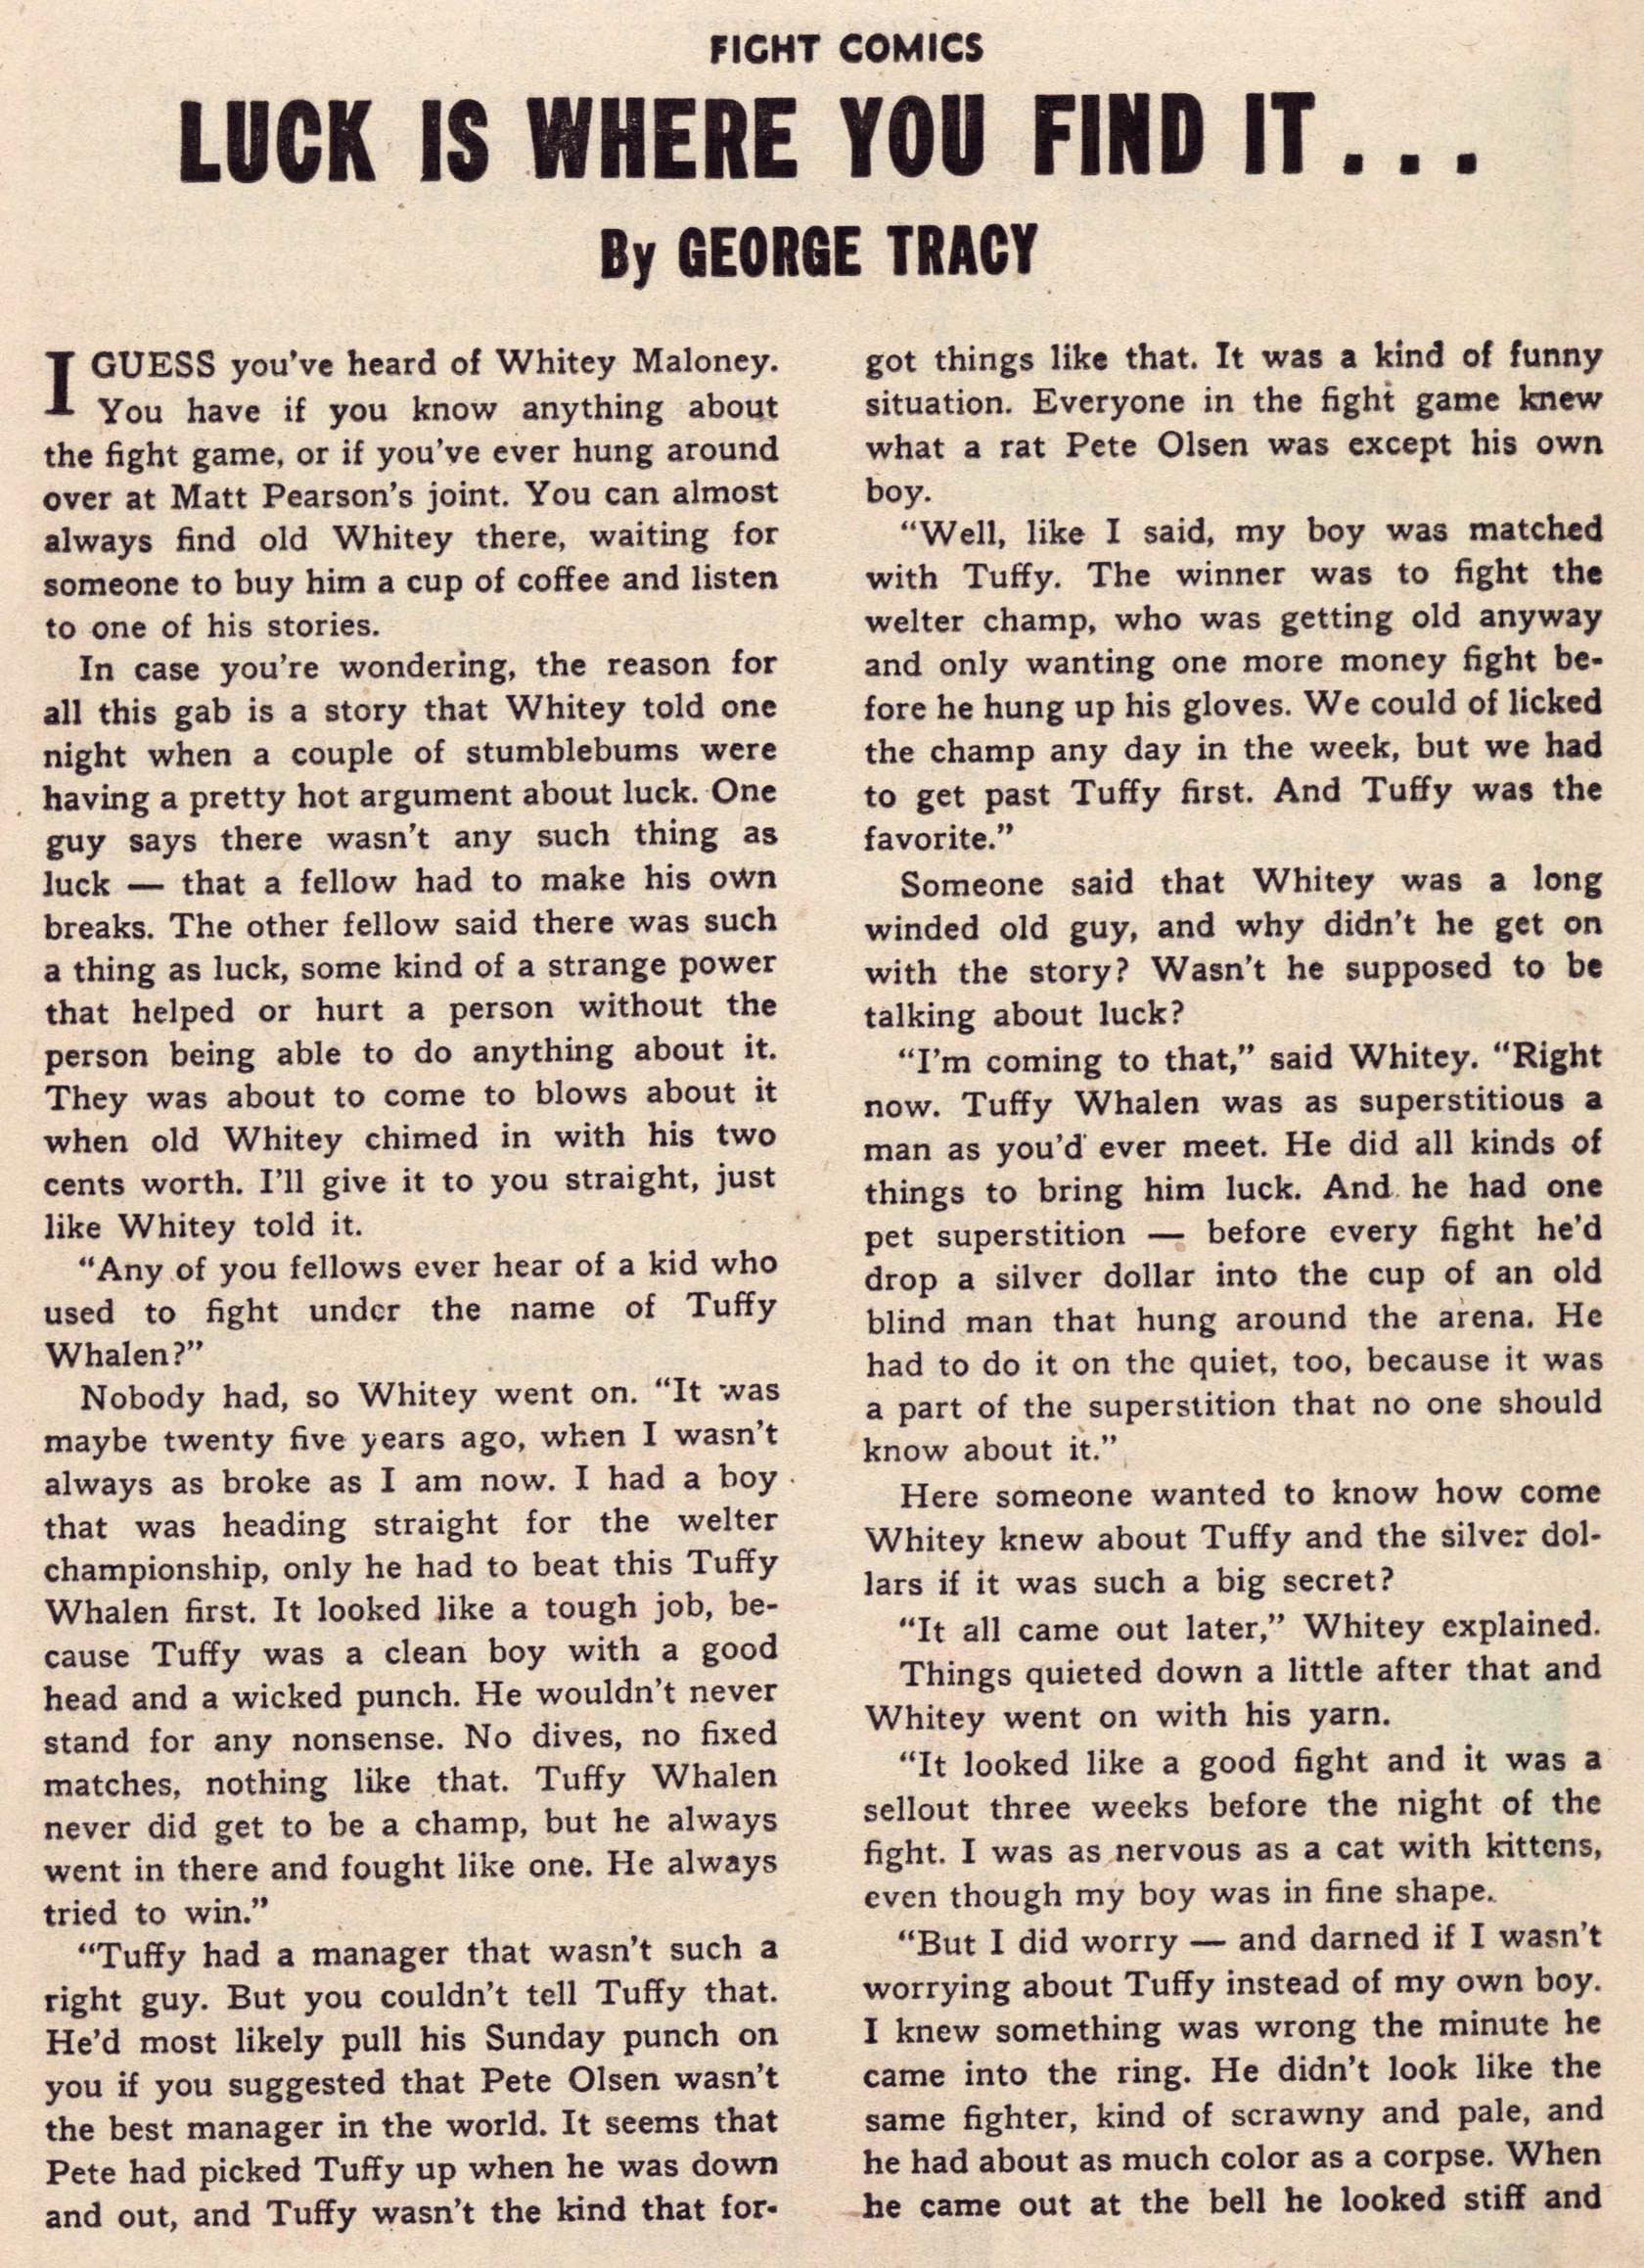 FIGHT COMICS
LUCK IS WHERE YOU FIND IT...
By GEORGE TRACY
I GUESS you've heard of Whitey Maloney.
You have if you know anything about
the fight game, or if you've ever hung around
over at Matt Pearson's joint. You can almost
always find old Whitey there, waiting for
someone to buy him a cup of coffee and listen
to one of his stories.
In case you're wondering, the reason for
all this gab is a story that Whitey told one
night when a couple of stumblebums were
having a pretty hot argument about luck. One
guy says there wasn't any such thing as
luck — that a fellow had to make his own
breaks. The other fellow said there was such
a thing as luck, some kind of a strange power
that helped or hurt a person without the
person being able to do anything about it.
They was about to come to blows about it
when old Whitey chimed in with his two
cents worth. I'll give it to you straight, just
like Whitey told it.
"Any of you fellows ever hear of a kid who
used to fight under the name of Tuffy
Whalen?"
Nobody had, so Whitey went on. "It was
maybe twenty five years ago, when I wasn't
always as broke as I am now. I had a boy
that was heading straight for the welter
championship, only he had to beat this Tuffy
Whalen first. It looked like a tough job, be-
cause Tuffy was a clean boy with a good
head and a wicked punch. He wouldn't never
stand for any nonsense. No dives, no fixed
matches, nothing like that. Tuffy Whalen
never did get to be a champ, but he always
went in there and fought like one. He always
tried to win."
"Tuffy had a manager that wasn't such a
right guy. But you couldn't tell Tuffy that.
He'd most likely pull his Sunday punch on
you if you suggested that Pete Olsen wasn't
the best manager in the world. It seems that
Pete had picked Tuffy up when he was down
and out, and Tuffy wasn't the kind that for-
got things like that. It was a kind of funny
situation. Everyone in the fight game knew
what a rat Pete Olsen was except his own
boy.
"Well, like I said, my boy was matched
with Tuffy. The winner was to fight the
welter champ, who was getting old anyway
and only wanting one more money fight be-
fore he hung up his gloves. We could of licked
the champ any day in the week, but we had
to get past Tuffy first. And Tuffy was the
favorite."
Someone said that Whitey was a long
winded old guy, and why didn't he get on
with the story? Wasn't he supposed to be
talking about luck?
"I'm coming to that," said Whitey. "Right
now. Tuffy Whalen was as superstitious a
man as you'd ever meet. He did all kinds of
things to bring him luck. And he had one
pet superstition — before every fight he'd
drop a silver dollar into the cup of an old
blind man that hung around the arena. He
had to do it on the quiet, too, because it was
a part of the superstition that no one should
know about it."
Here someone wanted to know how come
Whitey knew about Tuffy and the silver dol-
lars if it was such a big secret?
"It all came out later," Whitey explained.
Things quieted down a little after that and
Whitey went on with his yarn.
"It looked like a good fight and it was a
sellout three weeks before the night of the
fight. I was as nervous as a cat with kittens,
even though my boy was in fine shape.
"But I did worry — and darned if I wasn't
worrying about Tuffy instead of my own boy.
I knew something was wrong the minute he
came into the ring. He didn't look like the
same fighter, kind of scrawny and pale, and
he had about as much color as a corpse. When
he came out at the bell he looked stiff and